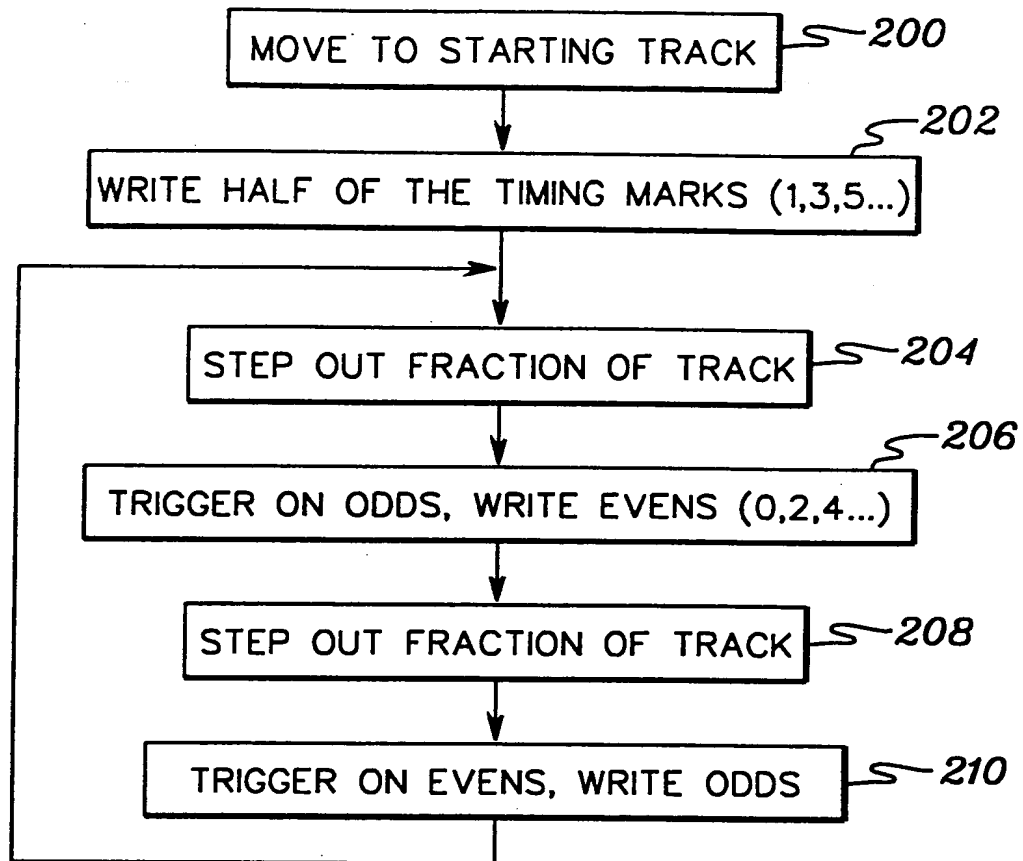 MOVE TO STARTING TRACK 200
202
WRITE HALF OF THE TIMING MARKS (1,3,5...)
STEP OUT FRACTION OF TRACK 204
206
TRIGGER ON ODDS, WRITE EVENS (0,2,4...)
STEP OUT FRACTION OF TRACK 208
TRIGGER ON EVENS, WRITE ODDS 210